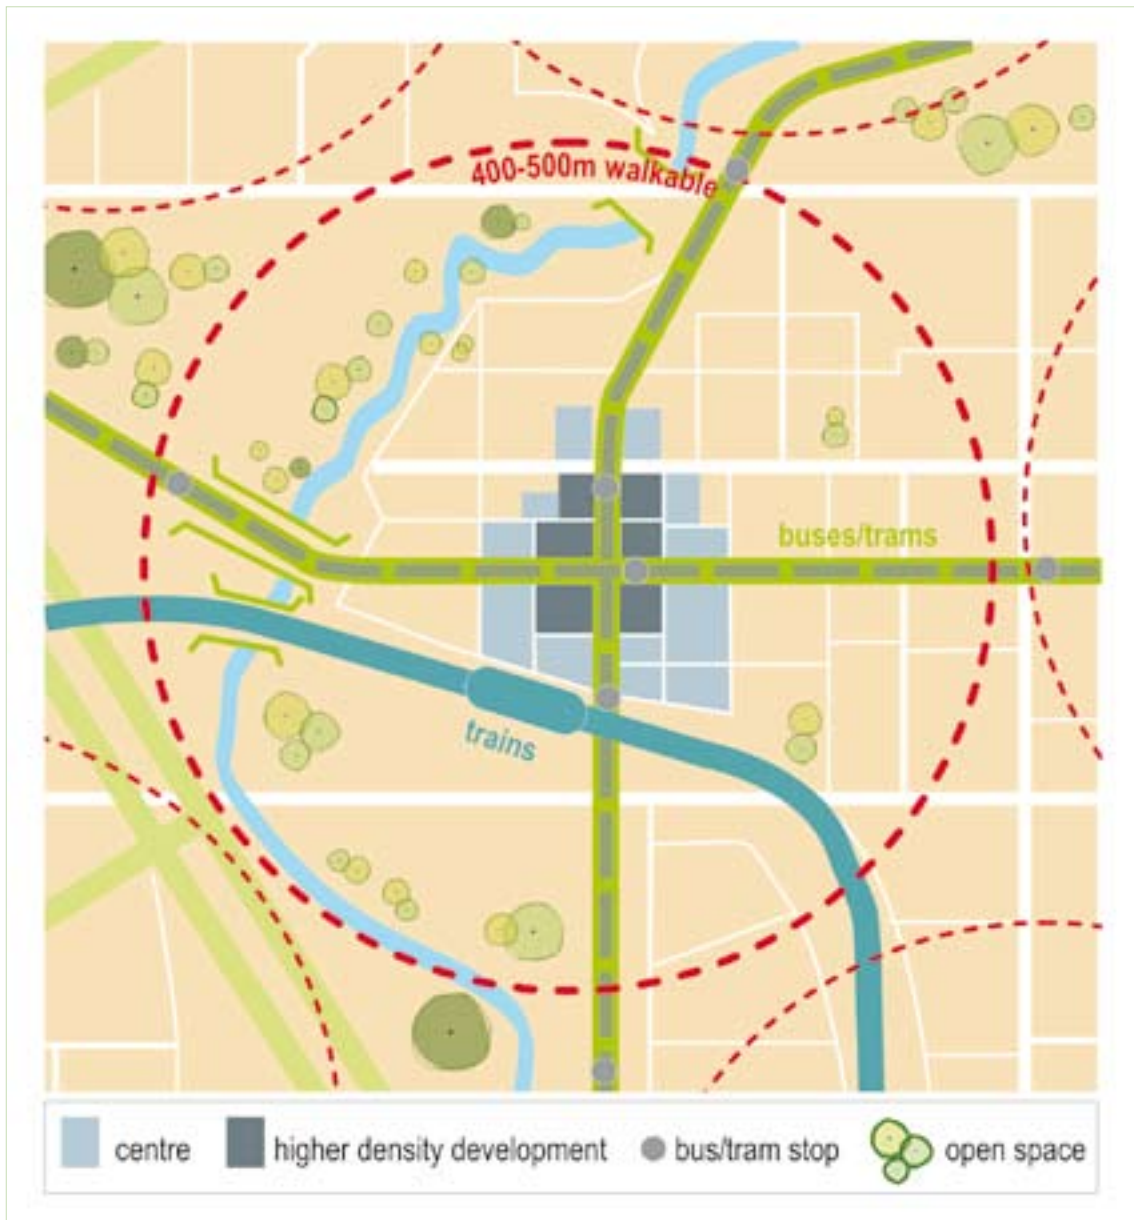 400-500m walkable
buses/trams
trains
centre
higher density development
bus/tram stop
open space